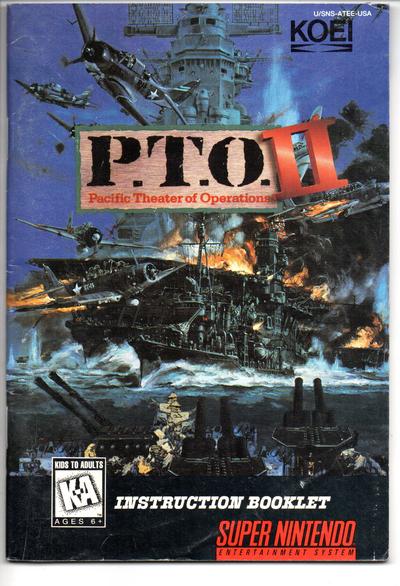 U/SNS-ATEE-USA
KOEI
P.T.O. II
Pacific Theater of Operations
KIDS TO ADULTS
K-A
AGES 6+
INSTRUCTION BOOKLET
SUPER NINTENDO
ENTERTAINMENT SYSTEM